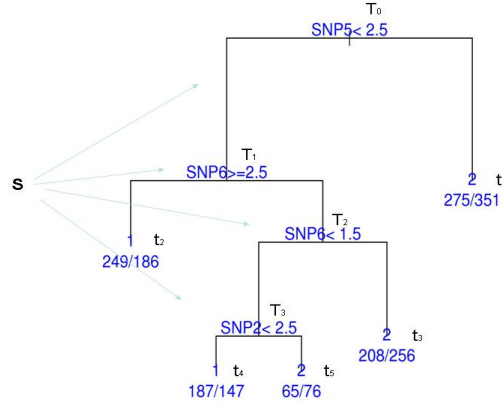 T0
SNP5< 2.5
T1
S
SNP6>=2.5
2 t
275/351
T2
1 t2
SNP6< 1.5
249/186
T3
SNP2< 2.5
2 t3
208/256
1 t4 2 t5
187/147 65/76